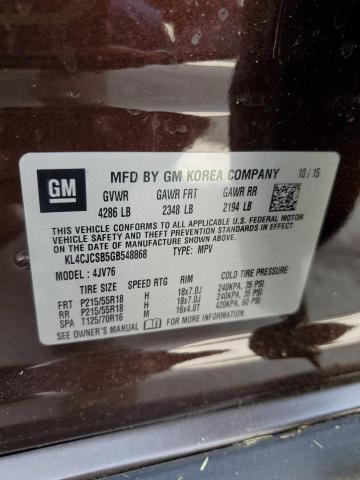 GM
MFD BY GM KOREA COMPANY 10/15
GVWR GAWR FRT GAWR RR
4286 LB 2348 LB 2194 LB
THIS VEHICLE CONFORMS TO ALL APPLICABLE U.S. FEDERAL MOTOR
VEHICLE SAFETY AND THEFT PREVENTION STANDARDS IN EFFECT ON
THE DATE OF MANUFACTURE SHOWN ABOVE.
KL4CJCSB5GB548868 TYPE: MPV
MODEL: 4JV76
TIRE SIZE SPEED RTG RIM COLD TIRE PRESSURE
FRT P215/55R18 H 18x7.0J 240KPA, 35 PSI
RR P215/55R18 H 18x7.0J 240KPA, 35 PSI
SPA T125/70R16 M 16x4.0T 420KPA, 60 PSI
SEE OWNER'S MANUAL FOR ADDITIONAL INFORMATION.